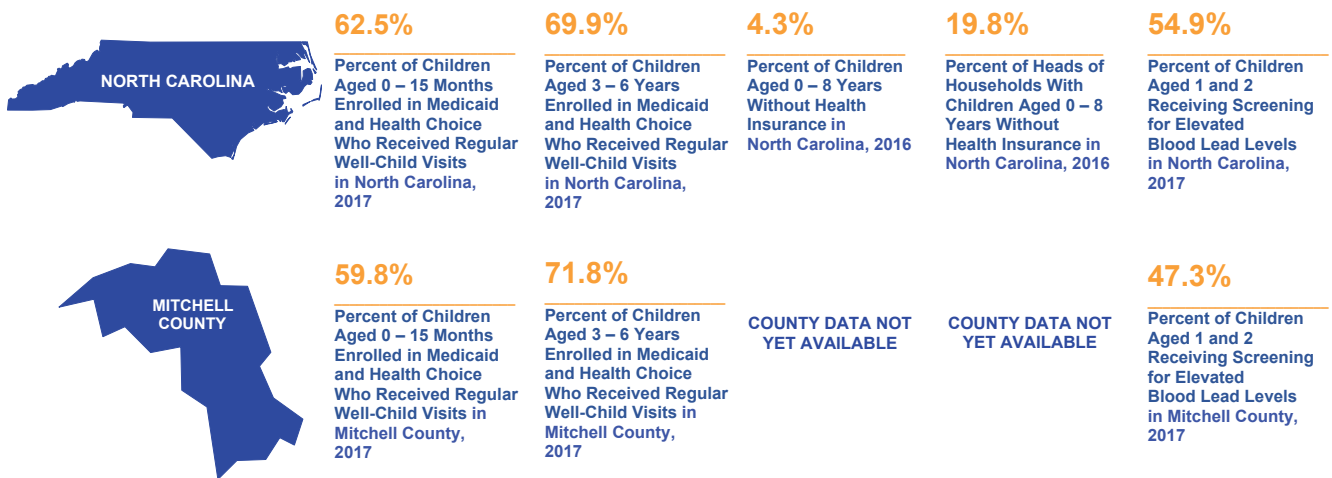 NORTH CAROLINA
62.5%
Percent of Children
Aged 0 – 15 Months
Enrolled in Medicaid
and Health Choice
Who Received Regular
Well-Child Visits
in North Carolina,
2017
69.9%
Percent of Children
Aged 3 – 6 Years
Enrolled in Medicaid
and Health Choice
Who Received Regular
Well-Child Visits
in North Carolina,
2017
4.3%
Percent of Children
Aged 0 – 8 Years
Without Health
Insurance in
North Carolina, 2016
19.8%
Percent of Heads of
Households With
Children Aged 0 – 8
Years Without
Health Insurance in
North Carolina, 2016
54.9%
Percent of Children
Aged 1 and 2
Receiving Screening
for Elevated
Blood Lead Levels
in North Carolina,
2017
MITCHELL
COUNTY
59.8%
Percent of Children
Aged 0 – 15 Months
Enrolled in Medicaid
and Health Choice
Who Received Regular
Well-Child Visits in
Mitchell County,
2017
71.8%
Percent of Children
Aged 3 – 6 Years
Enrolled in Medicaid
and Health Choice
Who Received Regular
Well-Child Visits in
Mitchell County,
2017
COUNTY DATA NOT
YET AVAILABLE
COUNTY DATA NOT
YET AVAILABLE
47.3%
Percent of Children
Aged 1 and 2
Receiving Screening
for Elevated
Blood Lead Levels
in Mitchell County,
2017